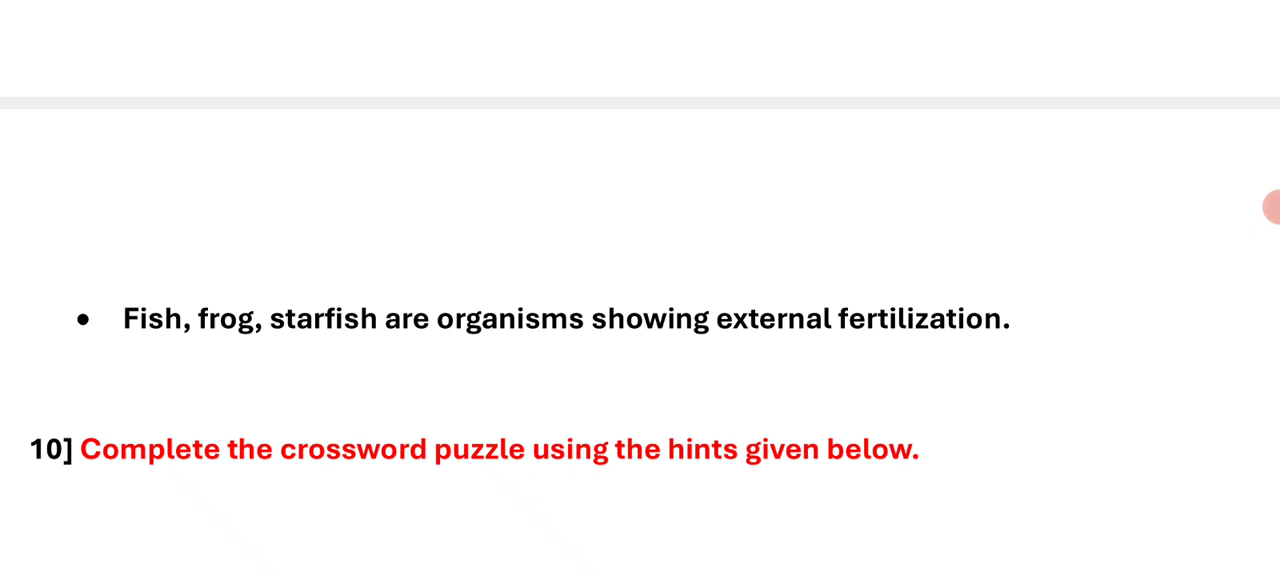 • Fish, frog, starfish are organisms showing external fertilization.
10] Complete the crossword puzzle using the hints given below.